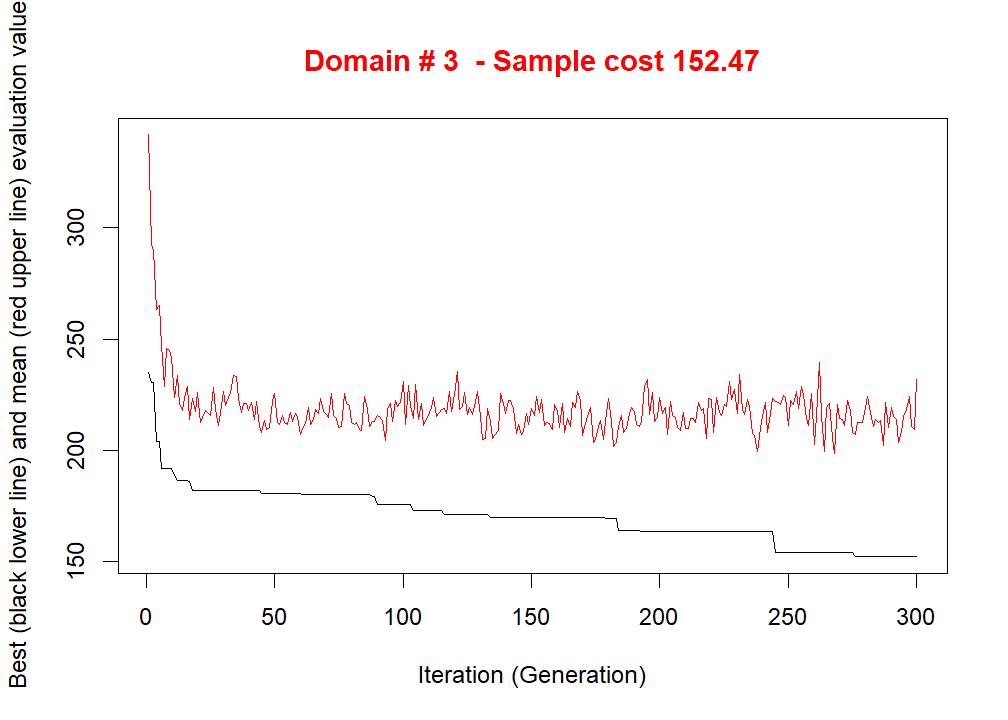 Domain # 3  - Sample cost 152.47
Best (black lower line) and mean (red upper line) evaluation value
300
250
200
150
0 50 100 150 200 250 300
Iteration (Generation)